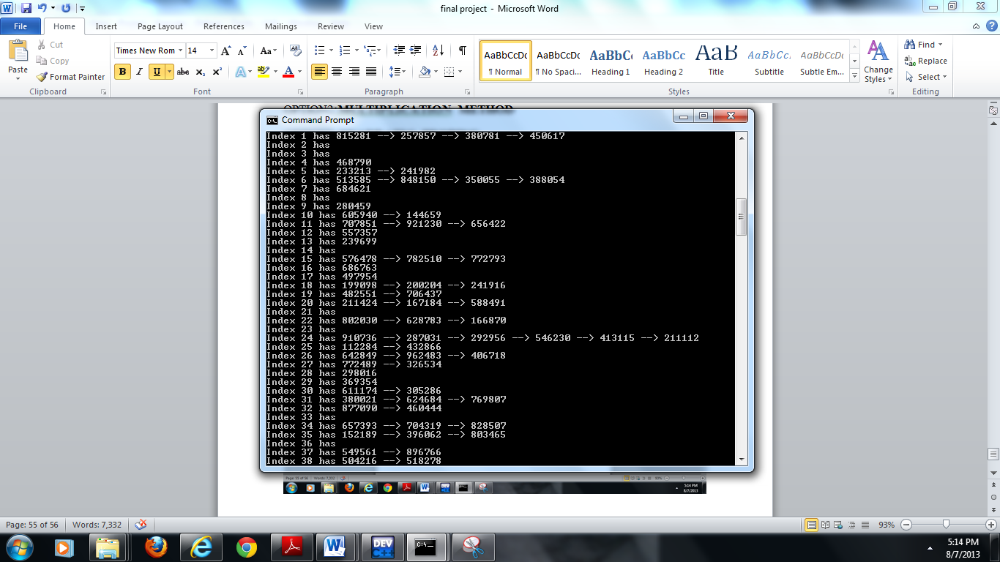 final project - Microsoft Word
File Home Insert Page Layout References Mailings Review View
Paste
Cut
Copy
Format Painter
Clipboard
Times New Rom 14
Font
Paragraph
AaBbCcDc AaBbCcDc AaBbCc AaBbCc AaB AaBbCc. AaBbCcDc
¶ Normal ¶ No Spaci... Heading 1 Heading 2 Title Subtitle Subtle Em...
Change Styles
Styles
Find
Replace
Select
Editing
Command Prompt
Index 1 has 815281 --> 257857 --> 380781 --> 450617
Index 2 has
Index 3 has
Index 4 has 468790
Index 5 has 233213 --> 241982
Index 6 has 513585 --> 848150 --> 350055 --> 388054
Index 7 has 684621
Index 8 has
Index 9 has 280459
Index 10 has 605940 --> 144659
Index 11 has 707851 --> 921230 --> 656422
Index 12 has 557357
Index 13 has 239699
Index 14 has
Index 15 has 576478 --> 782510 --> 772793
Index 16 has 686763
Index 17 has 497954
Index 18 has 199098 --> 200204 --> 241916
Index 19 has 482551 --> 706437
Index 20 has 211424 --> 167184 --> 588491
Index 21 has
Index 22 has 802030 --> 628783 --> 166870
Index 23 has
Index 24 has 910736 --> 287031 --> 292956 --> 546230 --> 413115 --> 211112
Index 25 has 112284 --> 432866
Index 26 has 642849 --> 962483 --> 406718
Index 27 has 772489 --> 326534
Index 28 has 298016
Index 29 has 369354
Index 30 has 611174 --> 305286
Index 31 has 380021 --> 624684 --> 769807
Index 32 has 877090 --> 460444
Index 33 has
Index 34 has 657393 --> 704319 --> 828507
Index 35 has 152189 --> 396062 --> 803465
Index 36 has
Index 37 has 549561 --> 896766
Index 38 has 504216 --> 518278
Page: 55 of 56 Words: 7,332
5:14 PM
8/7/2013
Page: 55 of 56 Words: 7,332 93%
DEV C++
5:14 PM
8/7/2013